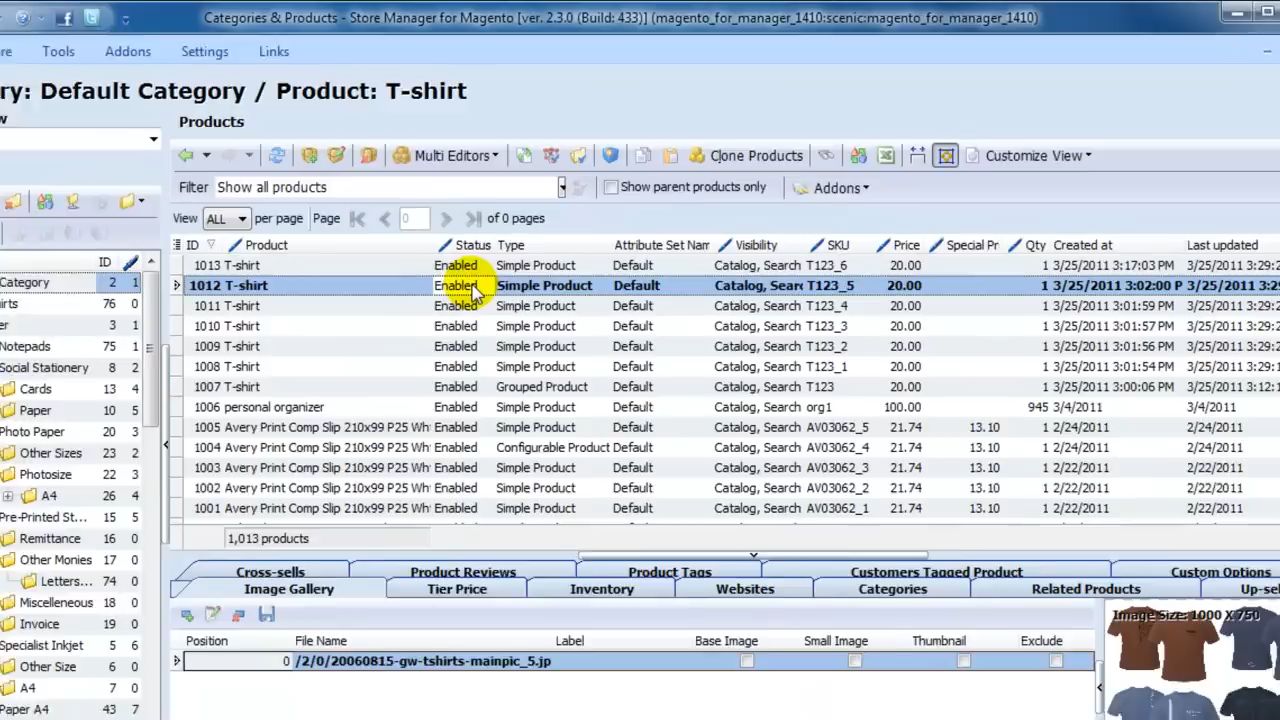 Categories & Products - Store Manager for Magento [ver. 2.3.0 (Build: 433)] (magento_for_manager_1410:scenic:magento_for_manager_1410)
re Tools Addons Settings Links
ry: Default Category / Product: T-shirt
w
Products
Multi Editors Clone Products Customize View
Filter Show all products Show parent products only Addons
View ALL per page Page 0 of 0 pages
ID
ID Product Status Type Attribute Set Nam Visibility SKU Price Special Pr Qty Created at Last updated
1013 T-shirt Enabled Simple Product Default Catalog, Search T123_6 20.00 1 3/25/2011 3:17:03 PM 3/25/2011 3:29:2
1012 T-shirt Enabled Simple Product Default Catalog, Searc T123_5 20.00 1 3/25/2011 3:02:00 P 3/25/2011 3:29
1011 T-shirt Enabled Simple Product Default Catalog, Search T123_4 20.00 1 3/25/2011 3:01:59 PM 3/25/2011 3:29:2
1010 T-shirt Enabled Simple Product Default Catalog, Search T123_3 20.00 1 3/25/2011 3:01:57 PM 3/25/2011 3:29:2
1009 T-shirt Enabled Simple Product Default Catalog, Search T123_2 20.00 1 3/25/2011 3:01:56 PM 3/25/2011 3:29:2
1008 T-shirt Enabled Simple Product Default Catalog, Search T123_1 20.00 1 3/25/2011 3:01:54 PM 3/25/2011 3:29:2
1007 T-shirt Enabled Grouped Product Default Catalog, Search T123 20.00 1 3/25/2011 3:00:06 PM 3/25/2011 3:12:1
1006 personal organizer Enabled Simple Product Default Catalog, Search org1 100.00 945 3/4/2011 3/4/2011
1005 Avery Print Comp Slip 210x99 P25 Wh Enabled Simple Product Default Catalog, Search AV03062_5 21.74 13.10 1 2/24/2011 2/24/2011
1004 Avery Print Comp Slip 210x99 P25 Wh Enabled Configurable Product Default Catalog, Search AV03062_4 21.74 13.10 1 2/24/2011 2/24/2011
1003 Avery Print Comp Slip 210x99 P25 Wh Enabled Simple Product Default Catalog, Search AV03062_3 21.74 13.10 1 2/22/2011 2/22/2011
1002 Avery Print Comp Slip 210x99 P25 Wh Enabled Simple Product Default Catalog, Search AV03062_2 21.74 13.10 1 2/22/2011 2/22/2011
1001 Avery Print Comp Slip 210x99 P25 Wh Enabled Simple Product Default Catalog, Search AV03062_1 21.74 13.10 1 2/22/2011 2/22/2011
1,013 products
Category 2 1
irts 76 0
er 3 1
Notepads 75 1
Social Stationery 8 2
Cards 13 4
Paper 10 5
Photo Paper 20 3
Other Sizes 23 2
Photosize 22 3
A4 26 4
Pre-Printed St... 15 5
Remittance 16 0
Other Monies 17 0
Letters... 74 0
Miscellaneous 18 0
Invoice 19 0
Specialist Inkjet 5 3
Other Size 6 0
A4 7 0
Paper A4 43 7
Cross-sells Product Reviews Product Tags Customers Tagged Product Custom Options
Image Gallery Tier Price Inventory Websites Categories Related Products Up-sel
Image Size: 1000 X 750
Position File Name Label Base Image Small Image Thumbnail Exclude
0 /2/0/20060815-gw-tshirts-mainpic_5.jp